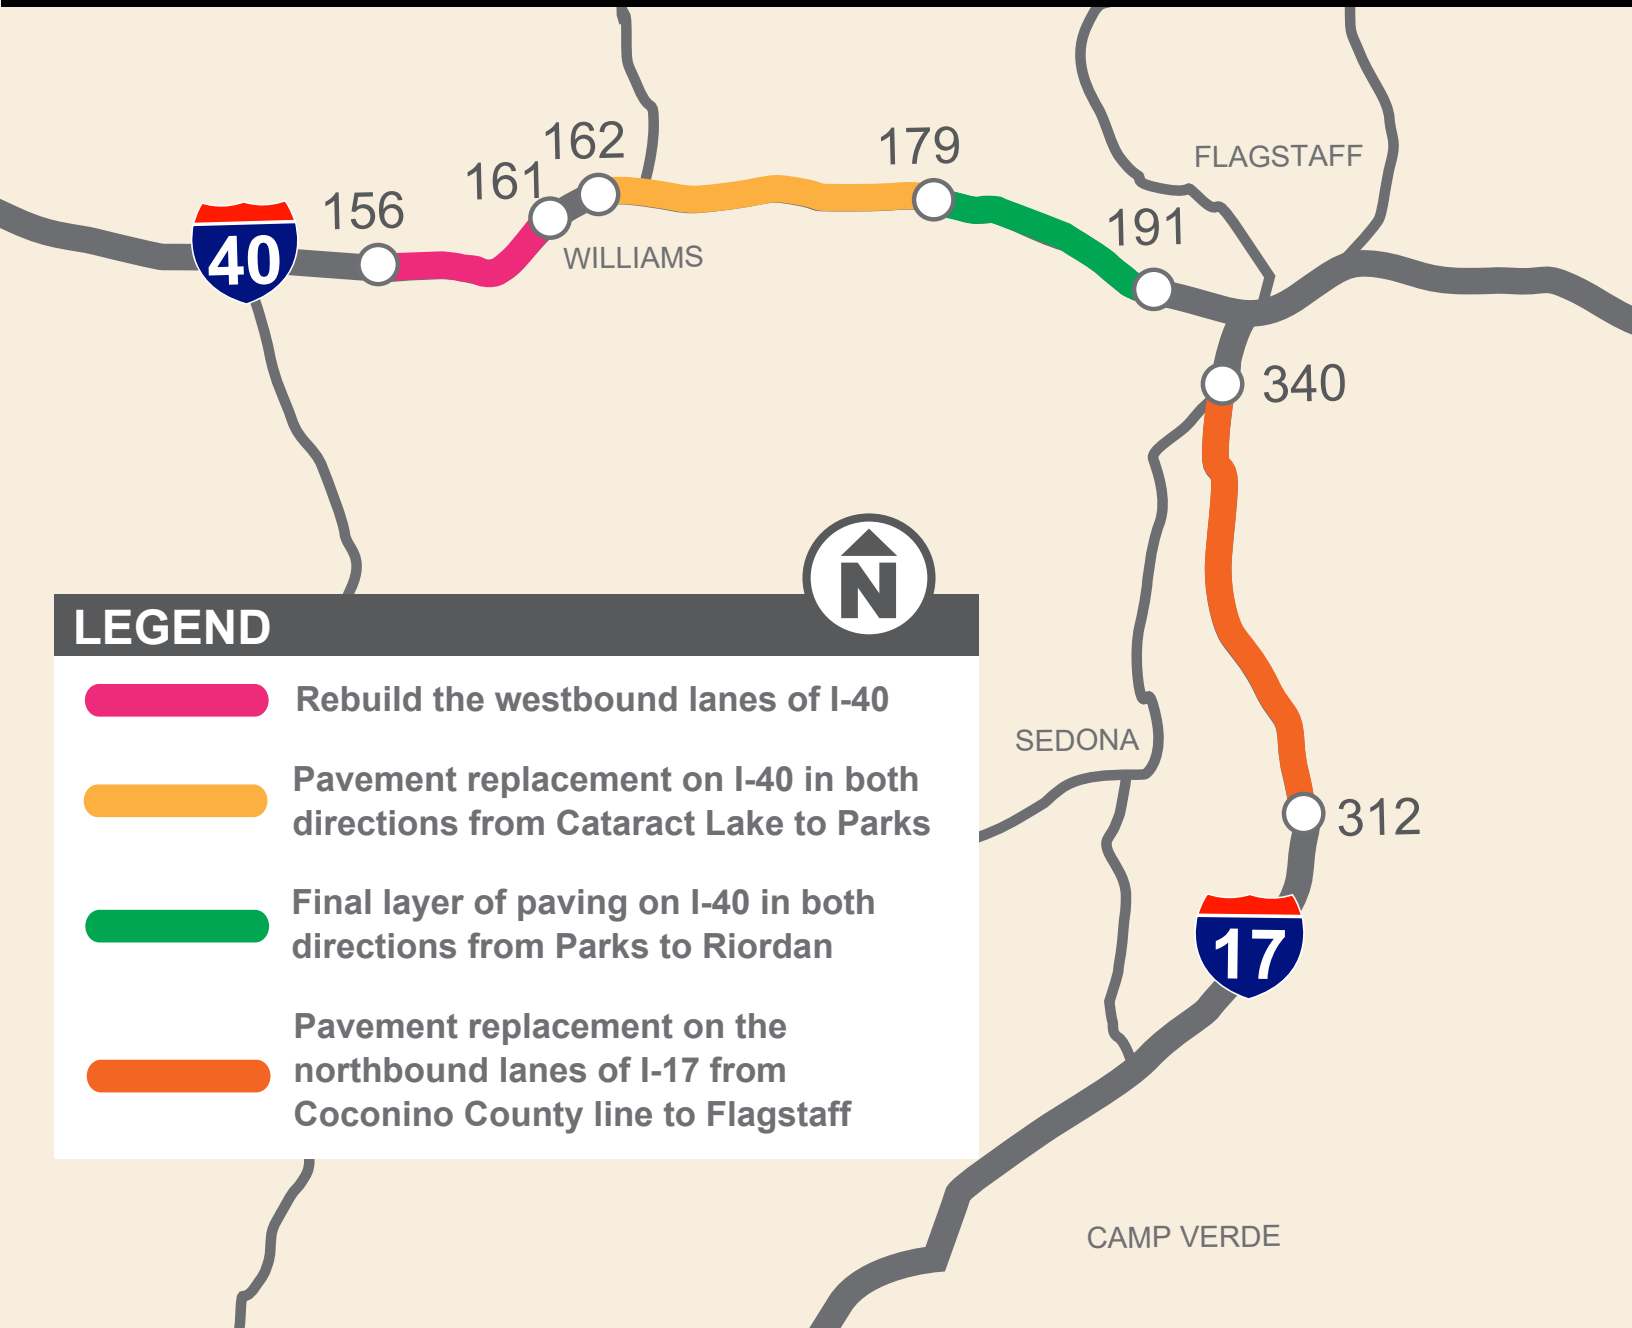 162
179
161
FLAGSTAFF
156
191
40
WILLIAMS
340
N
LEGEND
Rebuild the westbound lanes of I-40
Pavement replacement on I-40 in both
directions from Cataract Lake to Parks
Final layer of paving on I-40 in both
directions from Parks to Riordan
Pavement replacement on the
northbound lanes of I-17 from
Coconino County line to Flagstaff
SEDONA
312
17
CAMP VERDE